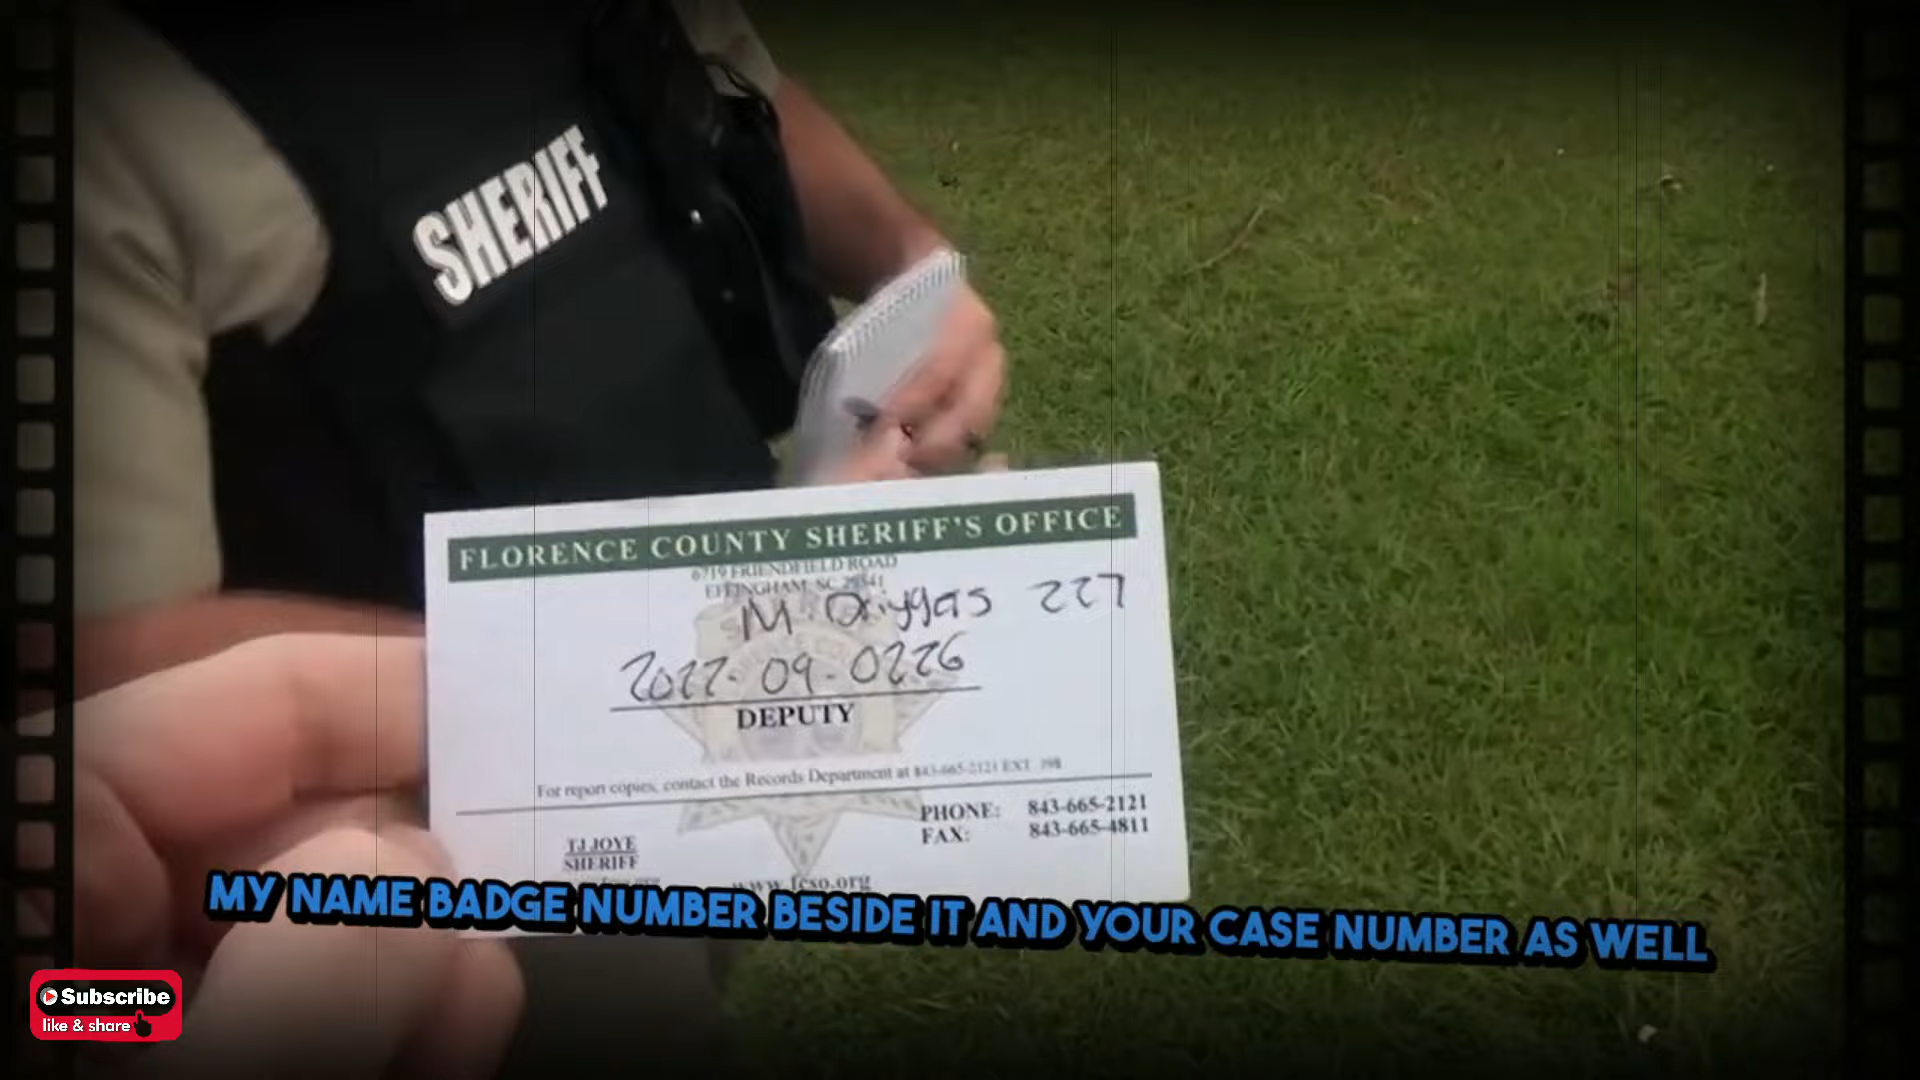 SHERIFF
FLORENCE COUNTY SHERIFF'S OFFICE
6719 FRIENDFIELD ROAD
EFFINGHAM, SC 29541
M. Driggers 227
2022-09-0226
DEPUTY
For report copies, contact the Records Department at 843-665-2121 EXT
PHONE: 843-665-2121
FAX: 843-665-4811
TJ JOYE
SHERIFF
www.fcso.org
MY NAME BADGE NUMBER BESIDE IT AND YOUR CASE NUMBER AS WELL
Subscribe
like & share